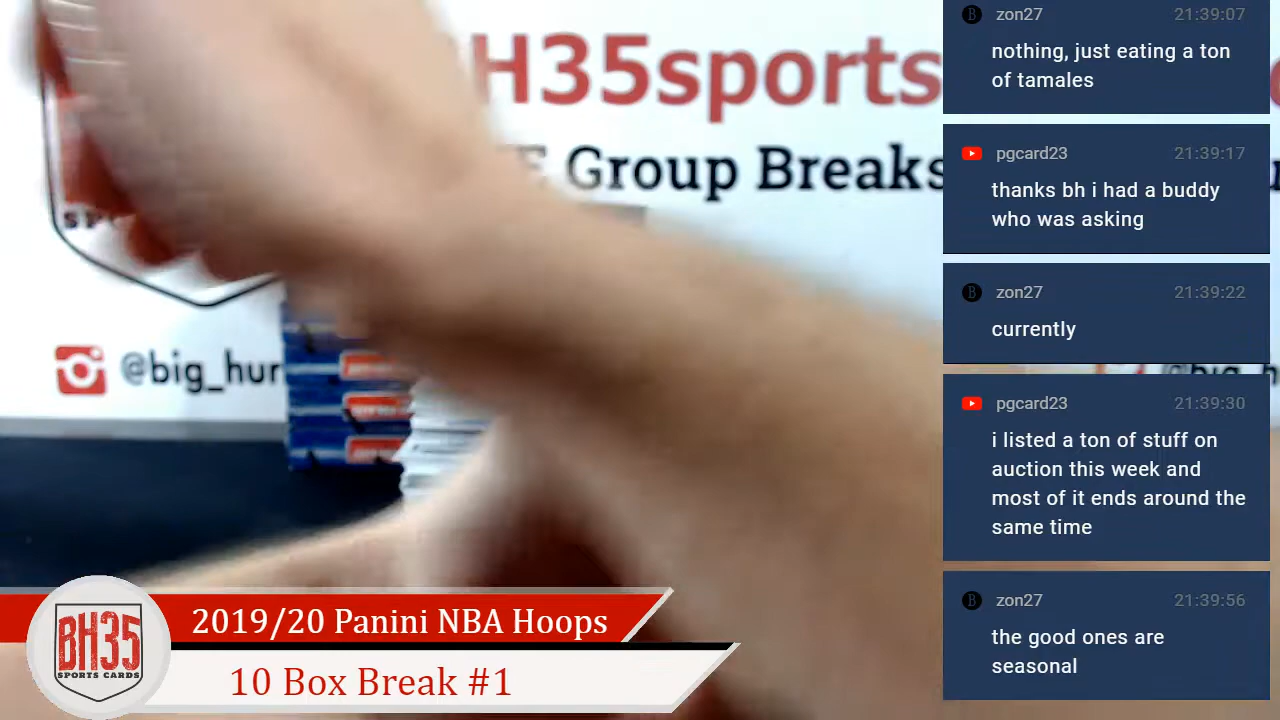 H35sports
Group Breaks
SP
@big_hur
zon27 21:39:07
nothing, just eating a ton
of tamales
pgcard23 21:39:17
thanks bh i had a buddy
who was asking
zon27 21:39:22
currently
pgcard23 21:39:30
i listed a ton of stuff on
auction this week and
most of it ends around the
same time
zon27 21:39:56
the good ones are
seasonal
2019/20 Panini NBA Hoops
10 Box Break #1
BH35
SPORTS CARDS